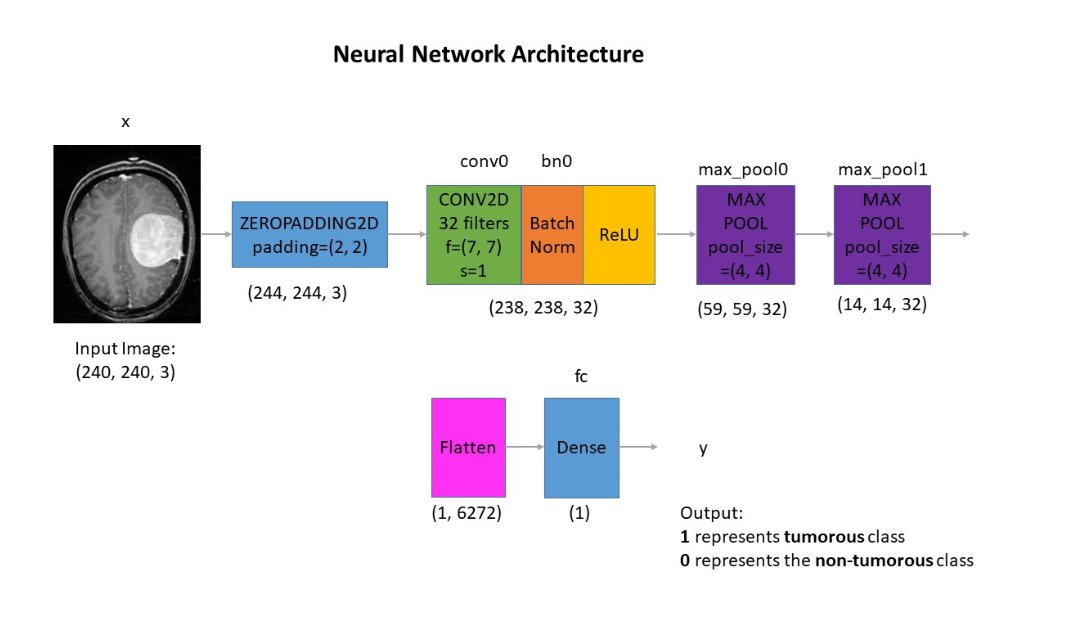 Neural Network Architecture
x
Input Image:
(240, 240, 3)
ZEROPADDING2D
padding=(2, 2)
(244, 244, 3)
conv0
bn0
CONV2D
32 filters
f=(7, 7)
s=1
Batch
Norm
ReLU
(238, 238, 32)
max_pool0
MAX
POOL
pool_size
=(4, 4)
(59, 59, 32)
max_pool1
MAX
POOL
pool_size
=(4, 4)
(14, 14, 32)
Flatten
(1, 6272)
fc
Dense
(1)
y
Output:
1 represents tumorous class
0 represents the non-tumorous class